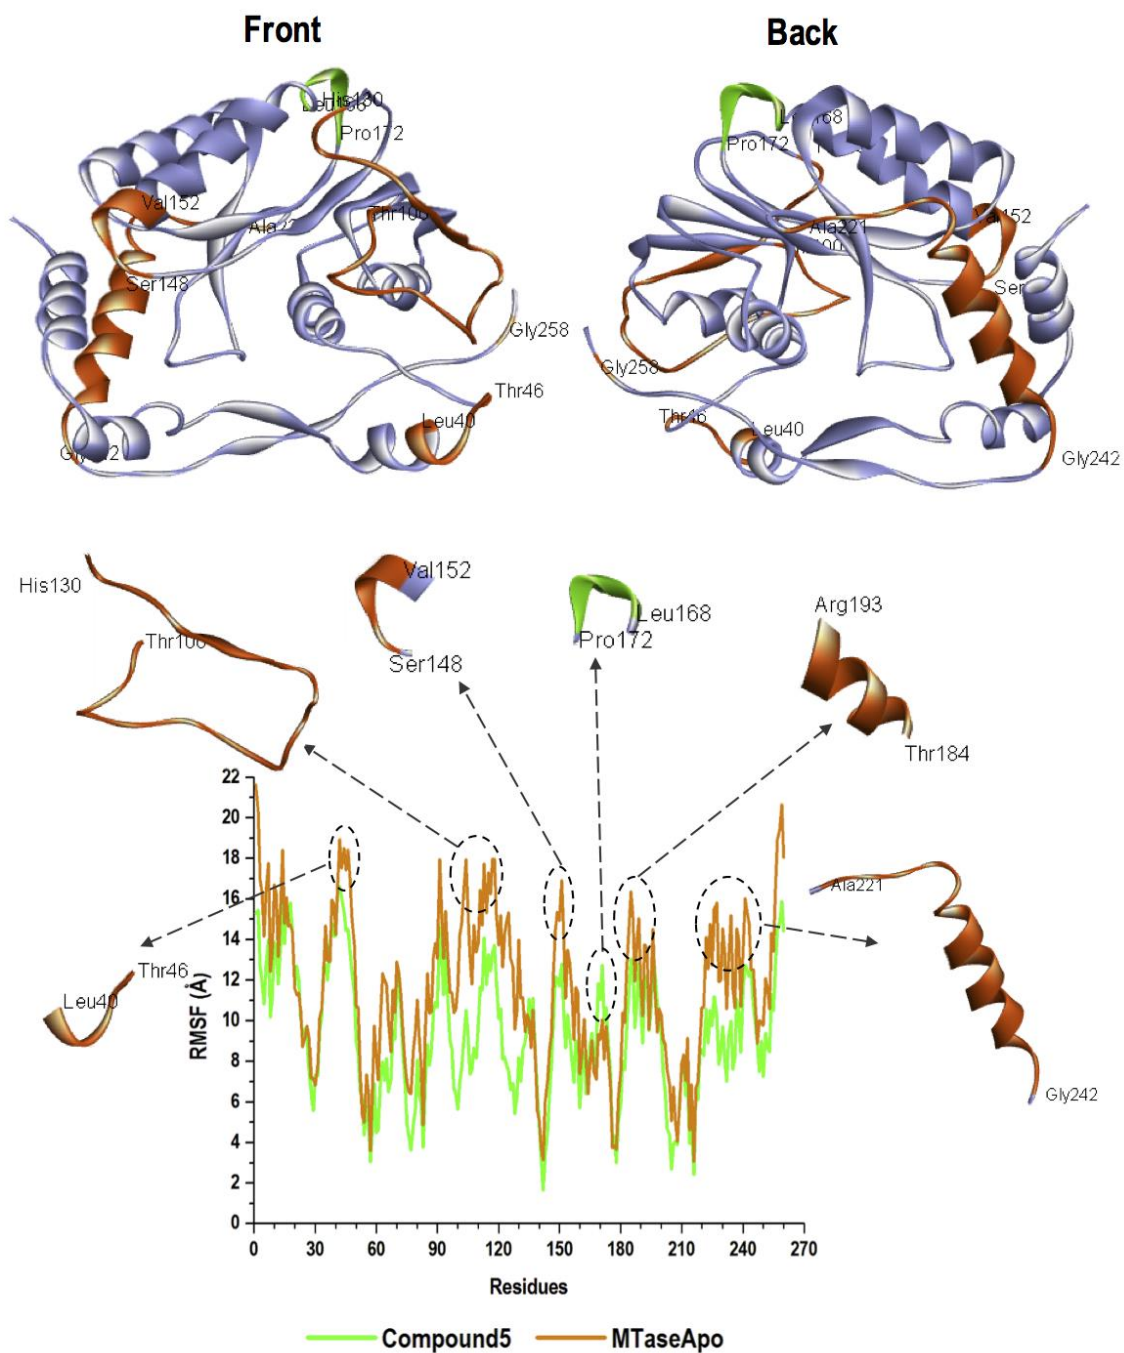 Front
Back
His130
Pro172
Val152
Ser148
Gly258
Thr46
Leu40
Pro172
Ala221
Gly258
Thr46
Leu40
Gly242
His130
Val152
Ser148
Leu168
Pro172
Arg193
Thr184
Thr46
Leu40
Ala221
Gly242
22
20
18
16
14
12
10
8
6
4
2
0
RMSF (Å)
0 30 60 90 120 150 180 210 240 270
Residues
Compound5 MTaseApo